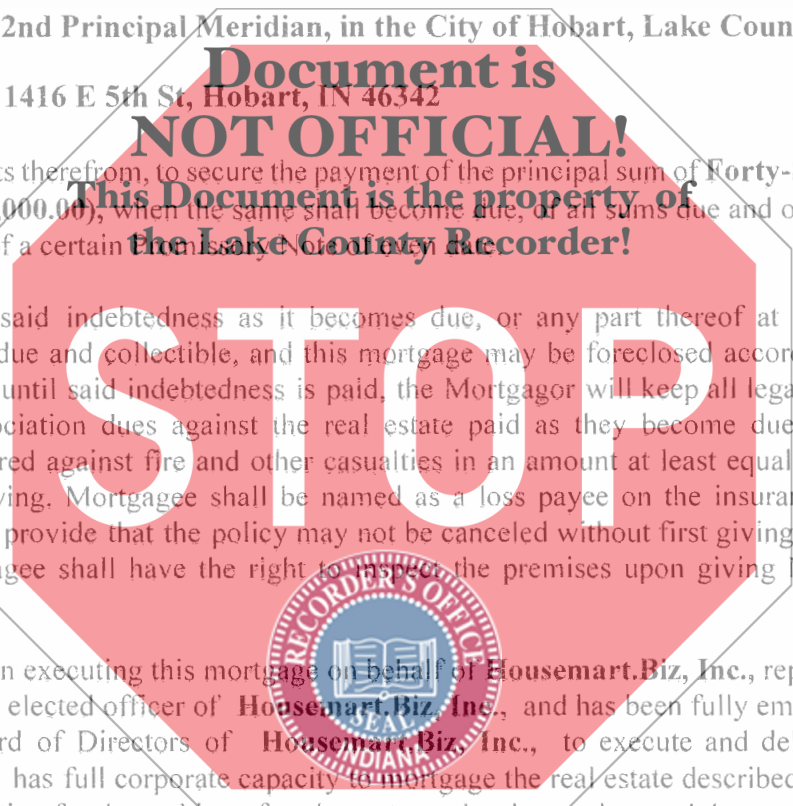 2nd Principal Meridian, in the City of Hobart, Lake Coun
Document is
1416 E 5th St, Hobart, IN 46342
NOT OFFICIAL!
ts therefrom, to secure the payment of the principal sum of Forty-
This Document is the property of
,000.00), when the same shall become due, of all sums due and o
the Lake County Recorder!
f a certain Promissory Note of even date.
STOP
said indebtedness as it becomes due, or any part thereof at
due and collectible, and this mortgage may be foreclosed accor
until said indebtedness is paid, the Mortgagor will keep all lega
ociation dues against the real estate paid as they become due
red against fire and other casualties in an amount at least equal
ving. Mortgagee shall be named as a loss payee on the insuran
provide that the policy may not be canceled without first giving
agee shall have the right to inspect the premises upon giving
RECORDER'S OFFICE
SEAL
INDIANA
n executing this mortgage on behalf of Housemart.Biz, Inc., rep
elected officer of Housemart.Biz, Inc., and has been fully em
rd of Directors of Housemart.Biz, Inc., to execute and de
has full corporate capacity to mortgage the real estate described